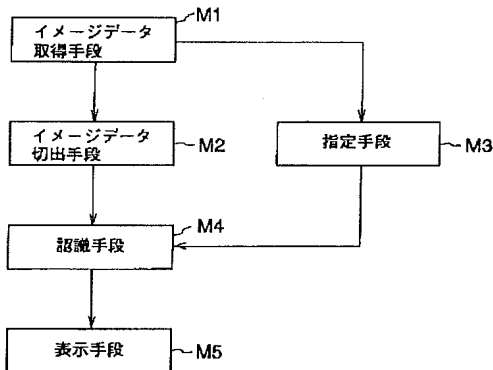 M1
イメージデータ
取得手段
イメージデータ
切出手段
M2
指定手段
M3
M4
認識手段
表示手段
M5